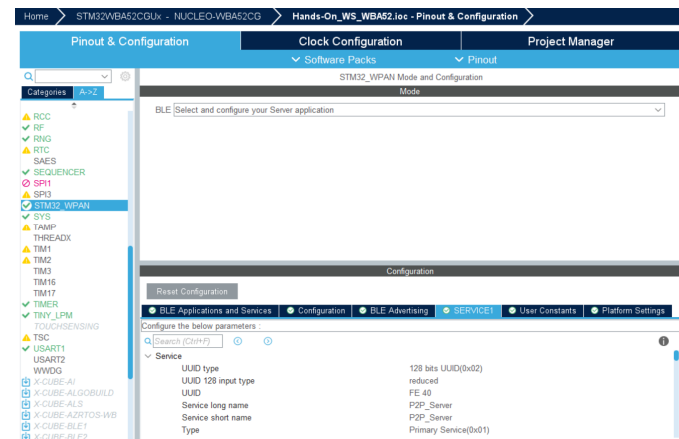 Home STM32WBA52CGUx - NUCLEO-WBA52CG Hands-On_WS_WBA52.ioc - Pinout & Configuration
Pinout & Configuration Clock Configuration Project Manager
Software Packs Pinout
STM32_WPAN Mode and Configuration
Categories A->Z
Mode
BLE Select and configure your Server application
RCC
RF
RNG
RTC
SAES
SEQUENCER
SPI1
SPI3
STM32_WPAN
SYS
TAMP
THREADX
TIM1
TIM2
TIM3
TIM16
TIM17
TIMER
TINY_LPM
TOUCHSENSING
TSC
USART1
USART2
WWDG
X-CUBE-AI
X-CUBE-ALGOBUILD
X-CUBE-ALS
X-CUBE-AZRTOS-WB
X-CUBE-BLE1
X-CUBE-BLE2
Configuration
Reset Configuration
BLE Applications and Services Configuration BLE Advertising SERVICE1 User Constants Platform Settings
Configure the below parameters :
Search (Ctrl+F)
Service
UUID type 128 bits UUID(0x02)
UUID 128 input type reduced
UUID FE 40
Service long name P2P_Server
Service short name P2P_Server
Type Primary Service(0x01)